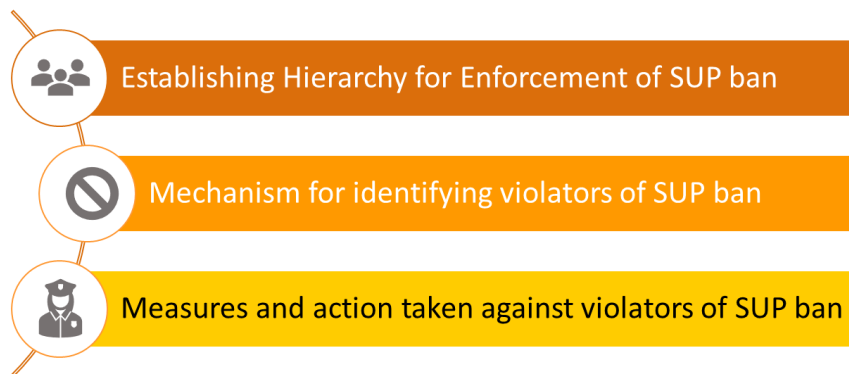 Establishing Hierarchy for Enforcement of SUP ban
Mechanism for identifying violators of SUP ban
Measures and action taken against violators of SUP ban